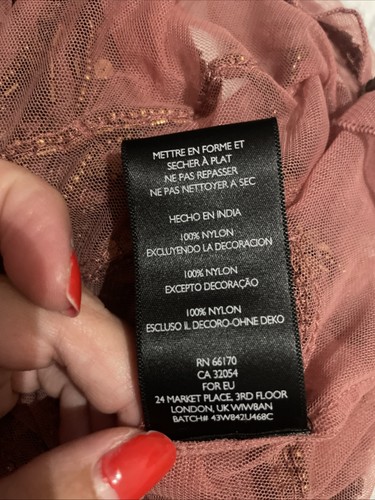 METTRE EN FORME ET
SECHER À PLAT
NE PAS REPASSER
NE PAS NETTOYER A SEC
HECHO EN INDIA
100% NYLON
EXCLUYENDO LA DECORACION
100% NYLON
EXCEPTO DECORAÇÃO
100% NYLON
ESCLUSO IL DECORO-OHNE DEKO
RN 66170
CA 32054
FOR EU
24 MARKET PLACE, 3RD FLOOR
LONDON, UK WIW8AN
BATCH# 43WB42U468C